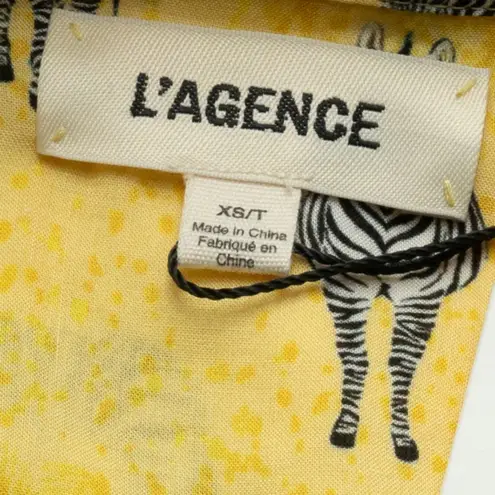 L'AGENCE
XS/T
Made in China
Fabriqué en
Chine